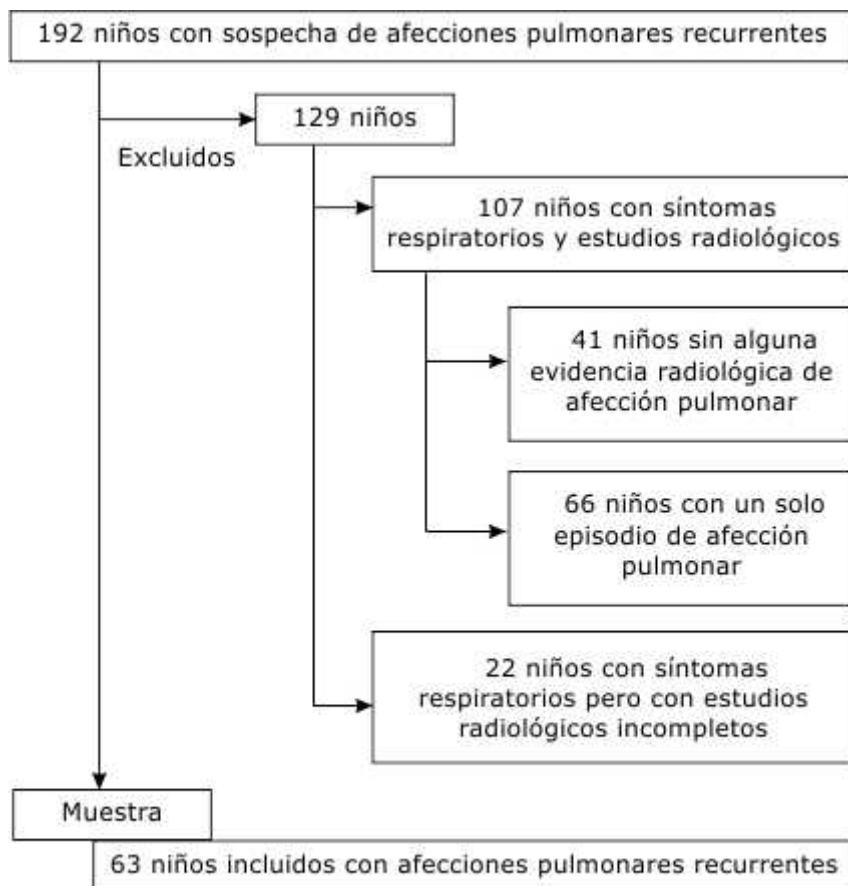 192 niños con sospecha de afecciones pulmonares recurrentes
129 niños
Excluidos
107 niños con síntomas
respiratorios y estudios radiológicos
41 niños sin alguna
evidencia radiológica de
afección pulmonar
66 niños con un solo
episodio de afección
pulmonar
22 niños con síntomas
respiratorios pero con estudios
radiológicos incompletos
Muestra
63 niños incluidos con afecciones pulmonares recurrentes